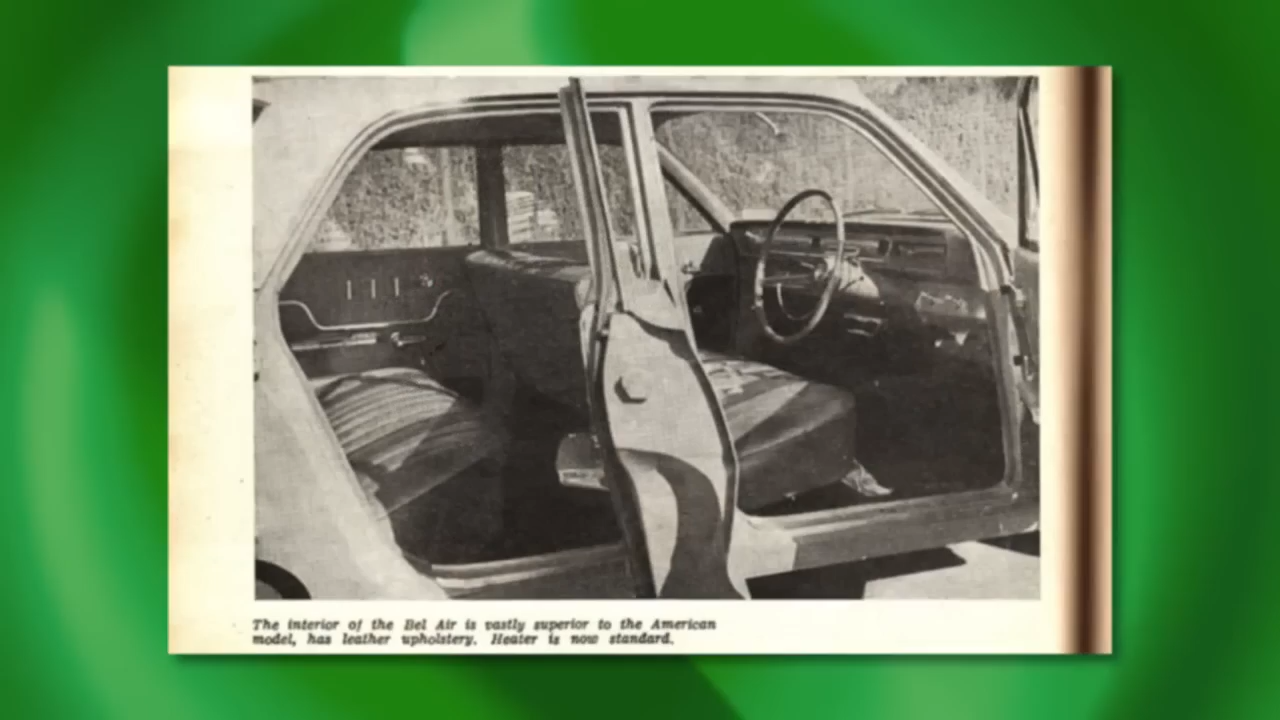 The interior of the Bel Air is vastly superior to the American
model, has leather upholstery. Heater is now standard.